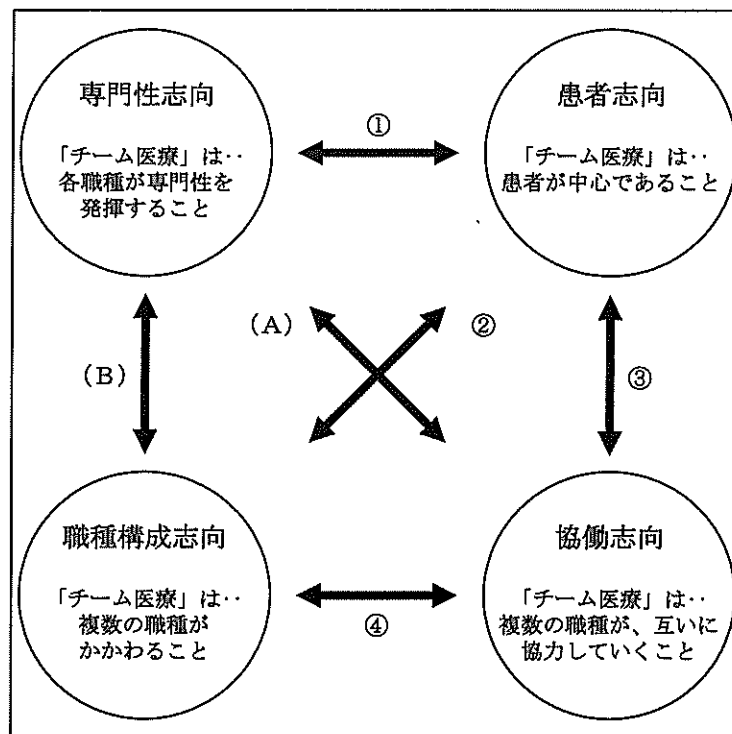 専門性志向
「チーム医療」は‥
各職種が専門性を
発揮すること
①
患者志向
「チーム医療」は‥
患者が中心であること
(B)
(A)
②
③
職種構成志向
「チーム医療」は‥
複数の職種が
かかわること
④
協働志向
「チーム医療」は‥
複数の職種が、互いに
協力していくこと